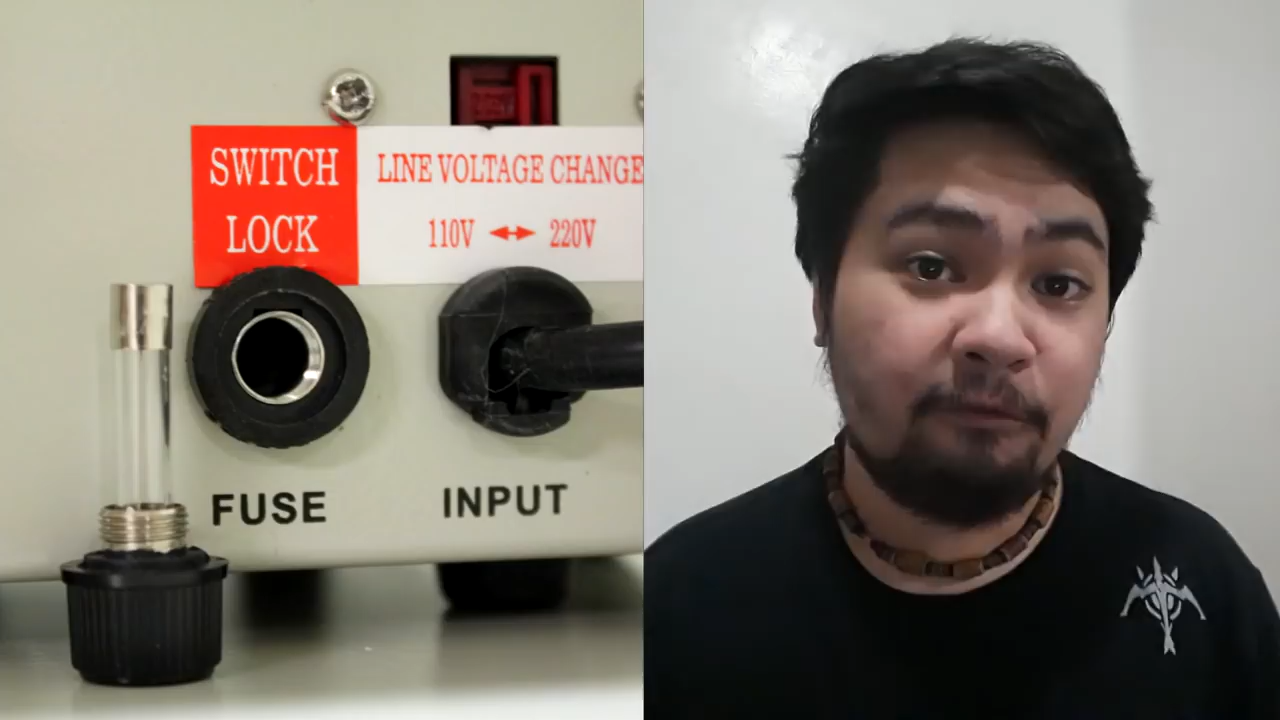 SWITCH
LOCK
LINE VOLTAGE CHANGE
110V ↔ 220V
FUSE
INPUT